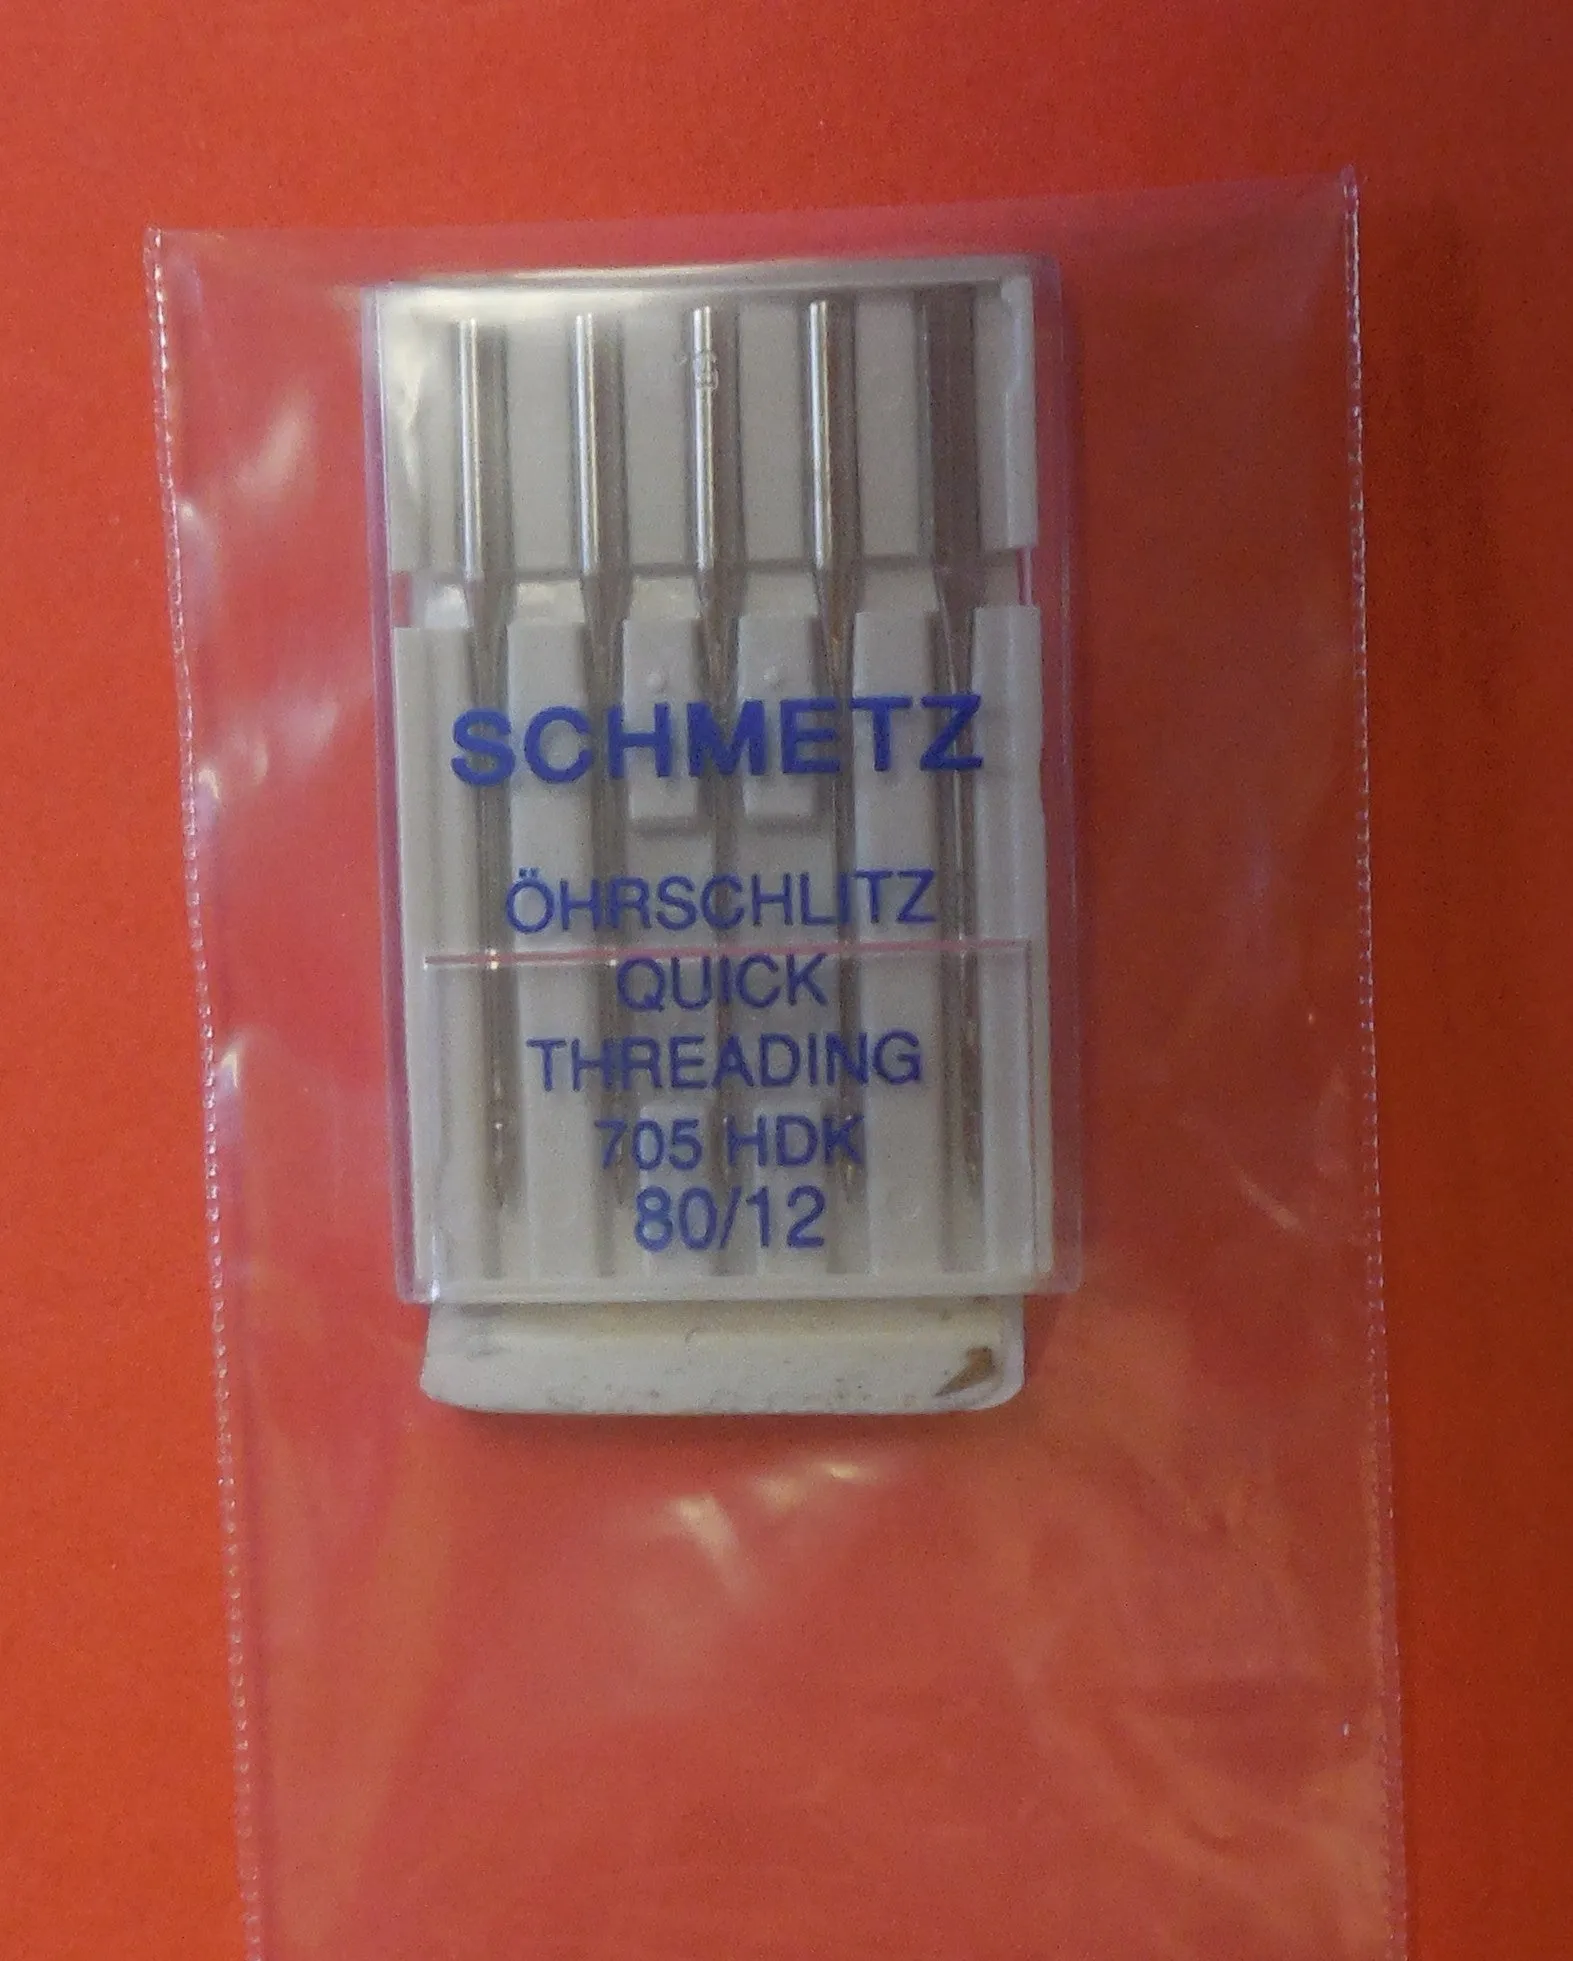 SCHMETZ
ÖHRSCHLITZ
QUICK
THREADING
705 HDK
80/12